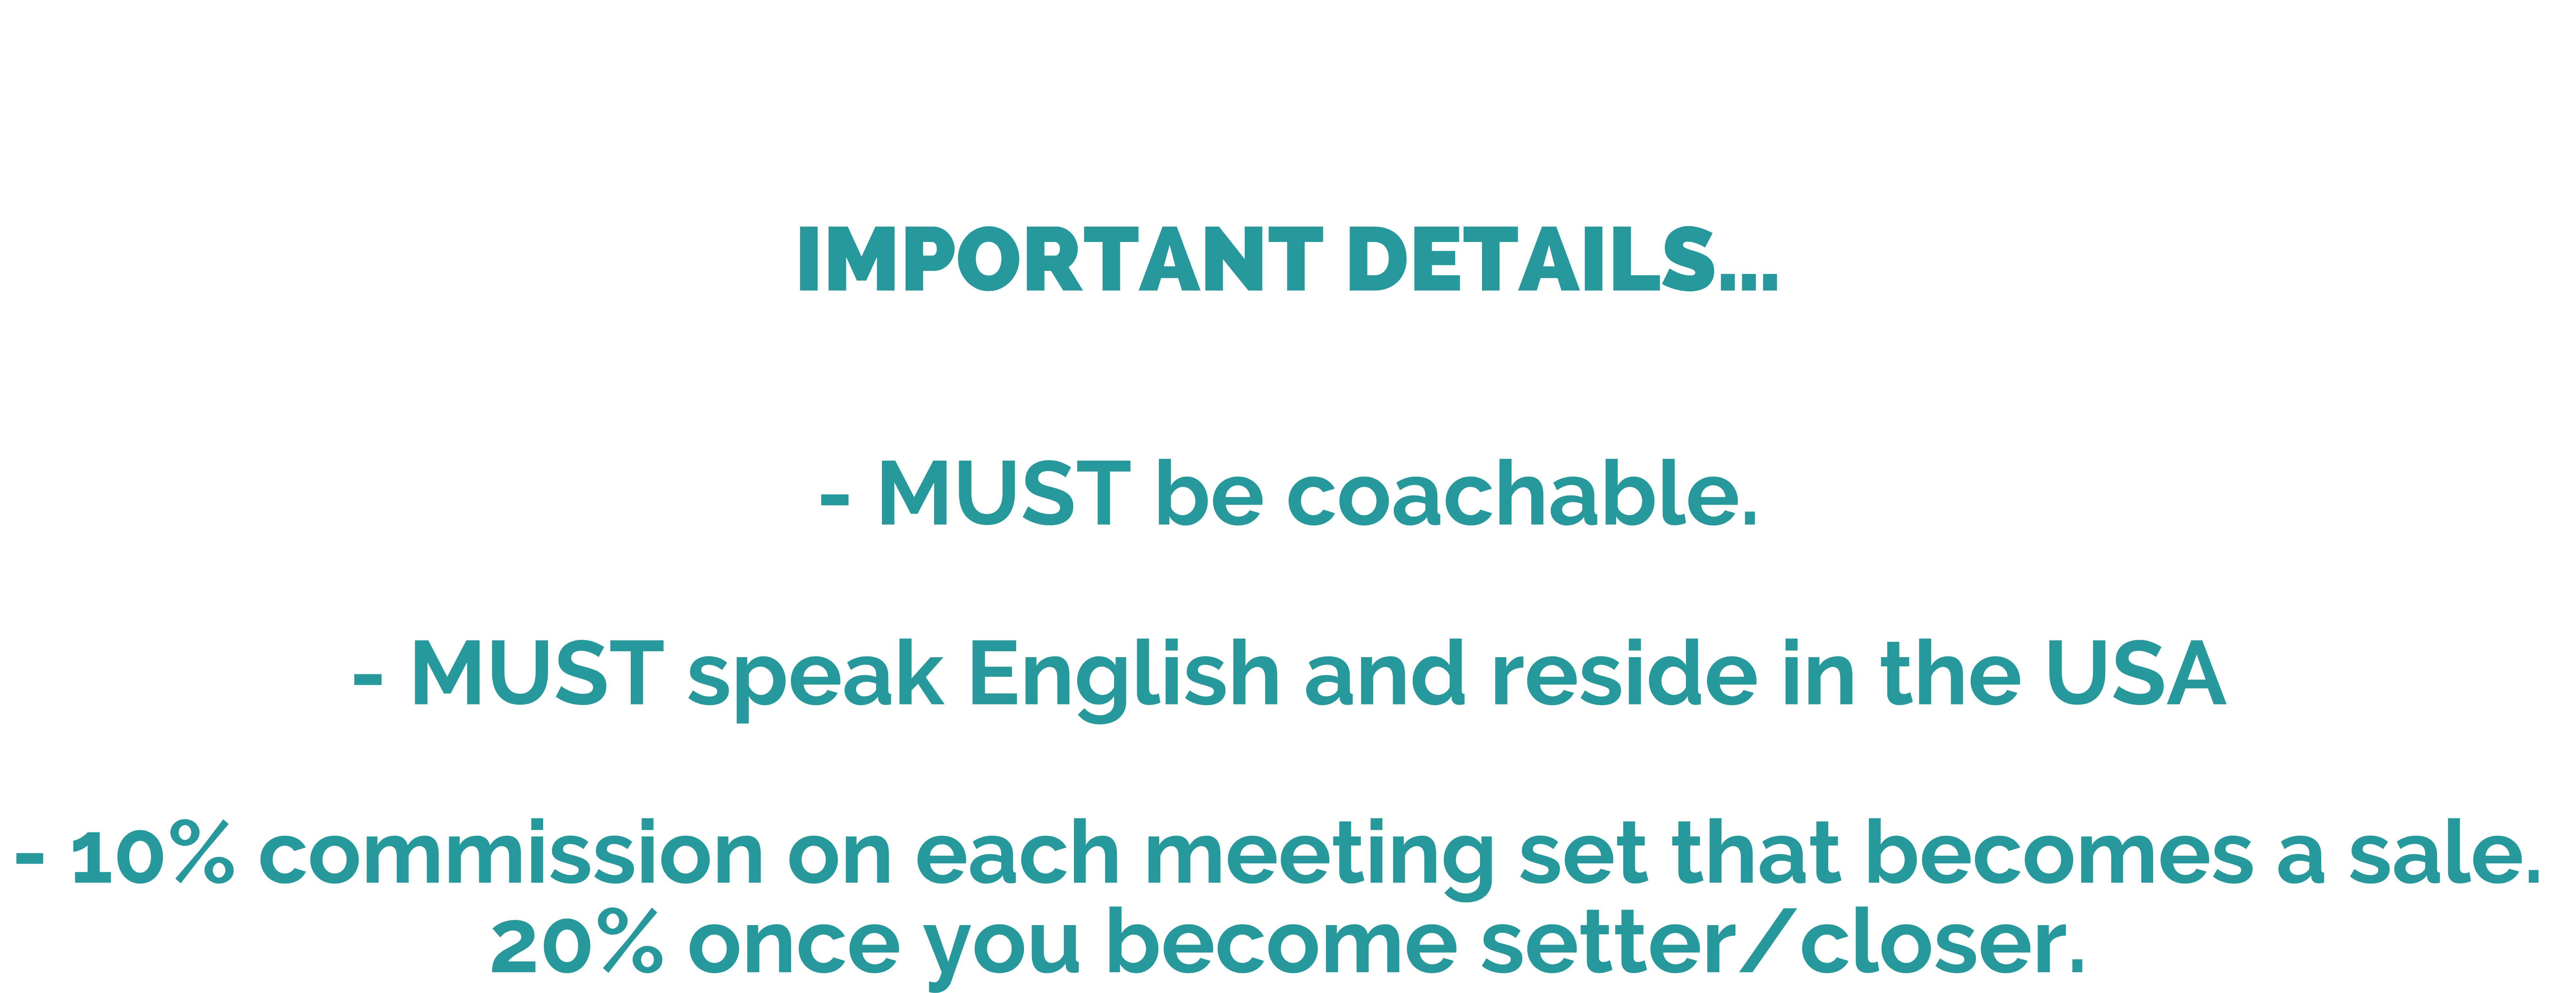 IMPORTANT DETAILS...
- MUST be coachable.
- MUST speak English and reside in the USA
- 10% commission on each meeting set that becomes a sale.
20% once you become setter/closer.